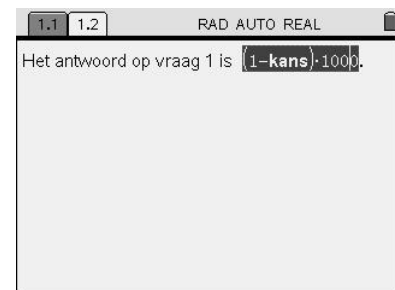 1.1 1.2 RAD AUTO REAL
Het antwoord op vraag 1 is (1-kans)·1000.